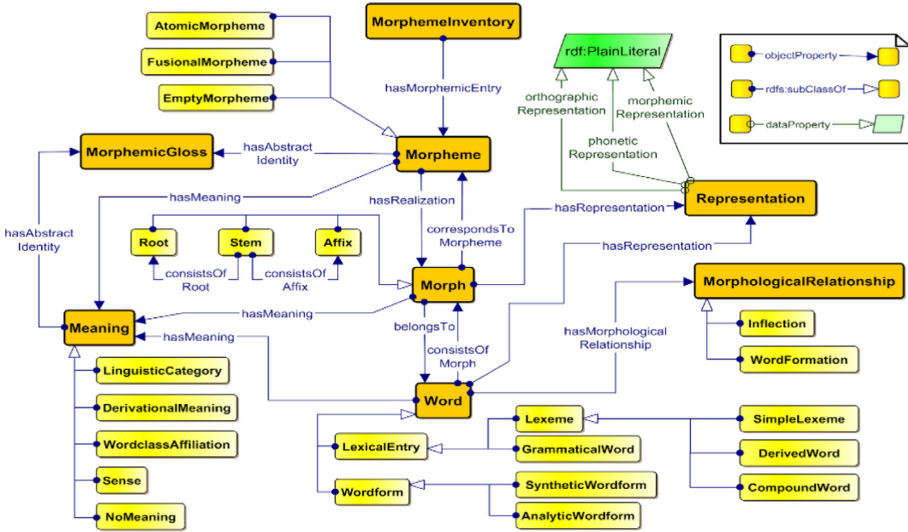 AtomicMorpheme
MorphemeInventory
FusionalMorpheme
rdf:PlainLiteral
objectProperty
EmptyMorpheme
hasMorphemicEntry
rdfs:subClassOf
orthographic
Representation
morphemic
Representation
dataProperty
phonetic
Representation
MorphemicGloss
hasAbstract
Identity
Morpheme
hasMeaning
hasRealization
Representation
hasAbstract
Identity
correspondsTo
Morpheme
hasRepresentation
Root
Stem
Affix
hasRepresentation
consistsOf
Root
consistsOf
Affix
Morph
MorphologicalRelationship
hasMeaning
Meaning
belongsTo
Inflection
hasMeaning
consistsOf
Morph
hasMorphological
Relationship
WordFormation
LinguisticCategory
Word
DerivationalMeaning
Lexeme
SimpleLexeme
WordclassAffiliation
LexicalEntry
GrammaticalWord
DerivedWord
Sense
Wordform
SyntheticWordform
CompoundWord
NoMeaning
AnalyticWordform